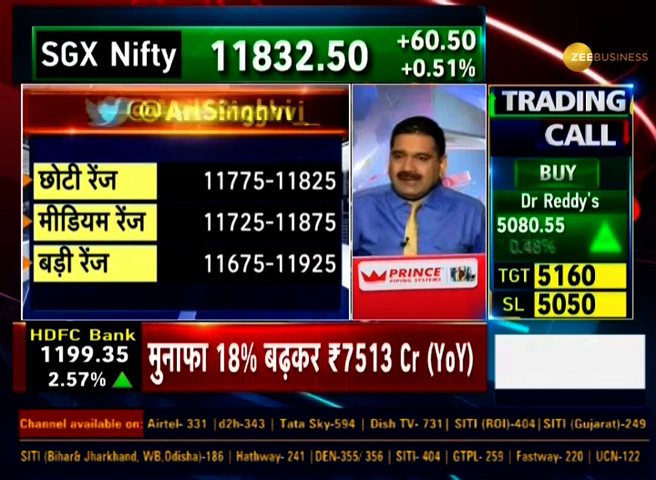 SGX Nifty 11832.50 +60.50
+0.51%
ZEEBUSINESS
TRADING
CALL
BUY
Dr Reddy's
5080.55
0.48%
TGT 5160
SL 5050
छोटी रेंज 11775-11825
मीडियम रेंज 11725-11875
बड़ी रेंज 11675-11925
PRINCE
PIPING SYSTEMS
HDFC Bank
1199.35
2.57%
मुनाफा 18% बढ़कर ₹7513 Cr (YoY)
Channel available on: Airtel- 331 | d2h-343 | Tata Sky-594 | Dish TV- 731| SITI (ROI)-404| SITI (Gujarat)-249
SITI (Bihar& Jharkhand, WB,Odisha)-186 | Hathway- 241 |DEN-355/ 356 | SITI- 404 | GTPL- 259 | Fastway- 220 | UCN-122